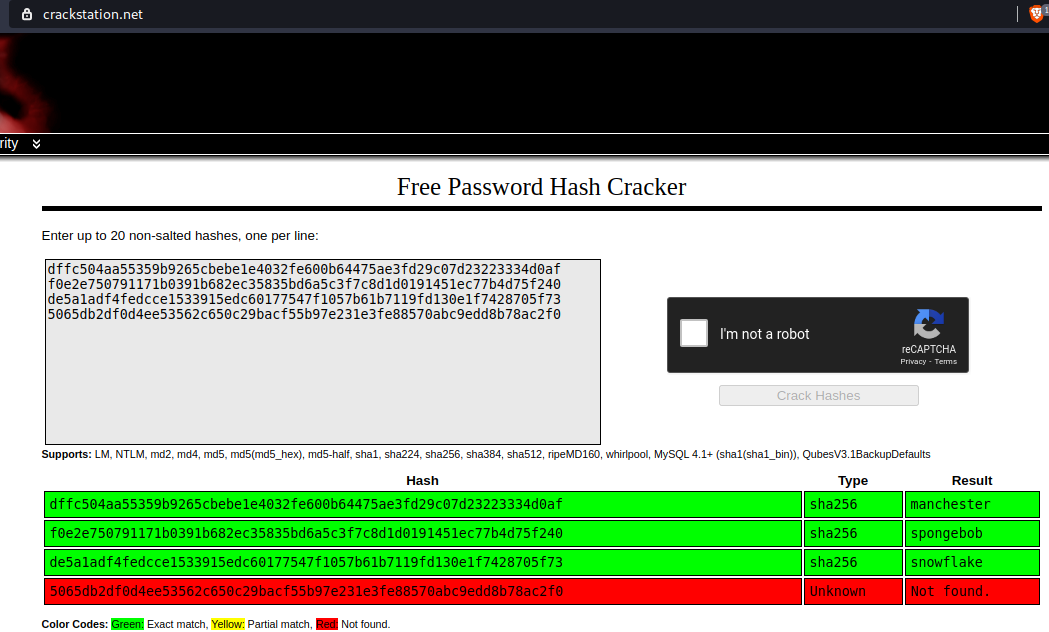 crackstation.net
1
rity
Free Password Hash Cracker
Enter up to 20 non-salted hashes, one per line:
dffc504aa55359b9265cbebe1e4032fe600b64475ae3fd29c07d23223334d0af
f0e2e750791171b0391b682ec35835bd6a5c3f7c8d1d0191451ec77b4d75f240
de5a1adf4fedcce1533915edc60177547f1057b61b7119fd130e1f7428705f73
5065db2df0d4ee53562c650c29bacf55b97e231e3fe88570abc9edd8b78ac2f0
I'm not a robot
reCAPTCHA
Privacy - Terms
Crack Hashes
Supports: LM, NTLM, md2, md4, md5, md5(md5_hex), md5-half, sha1, sha224, sha256, sha384, sha512, ripeMD160, whirlpool, MySQL 4.1+ (sha1(sha1_bin)), QubesV3.1BackupDefaults
Hash Type Result
dffc504aa55359b9265cbebe1e4032fe600b64475ae3fd29c07d23223334d0af sha256 manchester
f0e2e750791171b0391b682ec35835bd6a5c3f7c8d1d0191451ec77b4d75f240 sha256 spongebob
de5a1adf4fedcce1533915edc60177547f1057b61b7119fd130e1f7428705f73 sha256 snowflake
5065db2df0d4ee53562c650c29bacf55b97e231e3fe88570abc9edd8b78ac2f0 Unknown Not found.
Color Codes: Green: Exact match, Yellow: Partial match, Red: Not found.